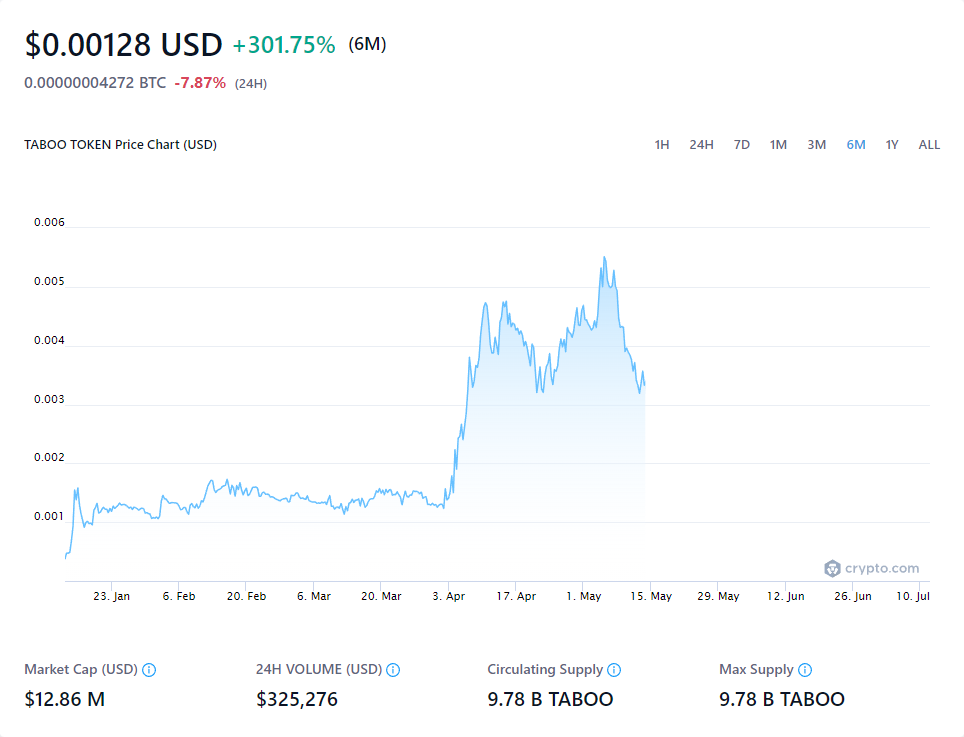 $0.00128 USD +301.75% (6M)
0.00000004272 BTC -7.87% (24H)
TABOO TOKEN Price Chart (USD)
1H 24H 7D 1M 3M 6M 1Y ALL
0.006
0.005
0.004
0.003
0.002
0.001
crypto.com
23. Jan 6. Feb 20. Feb 6. Mar 20. Mar 3. Apr 17. Apr 1. May 15. May 29. May 12. Jun 26. Jun 10. Jul
Market Cap (USD) 24H VOLUME (USD) Circulating Supply Max Supply
$12.86 M $325,276 9.78 B TABOO 9.78 B TABOO